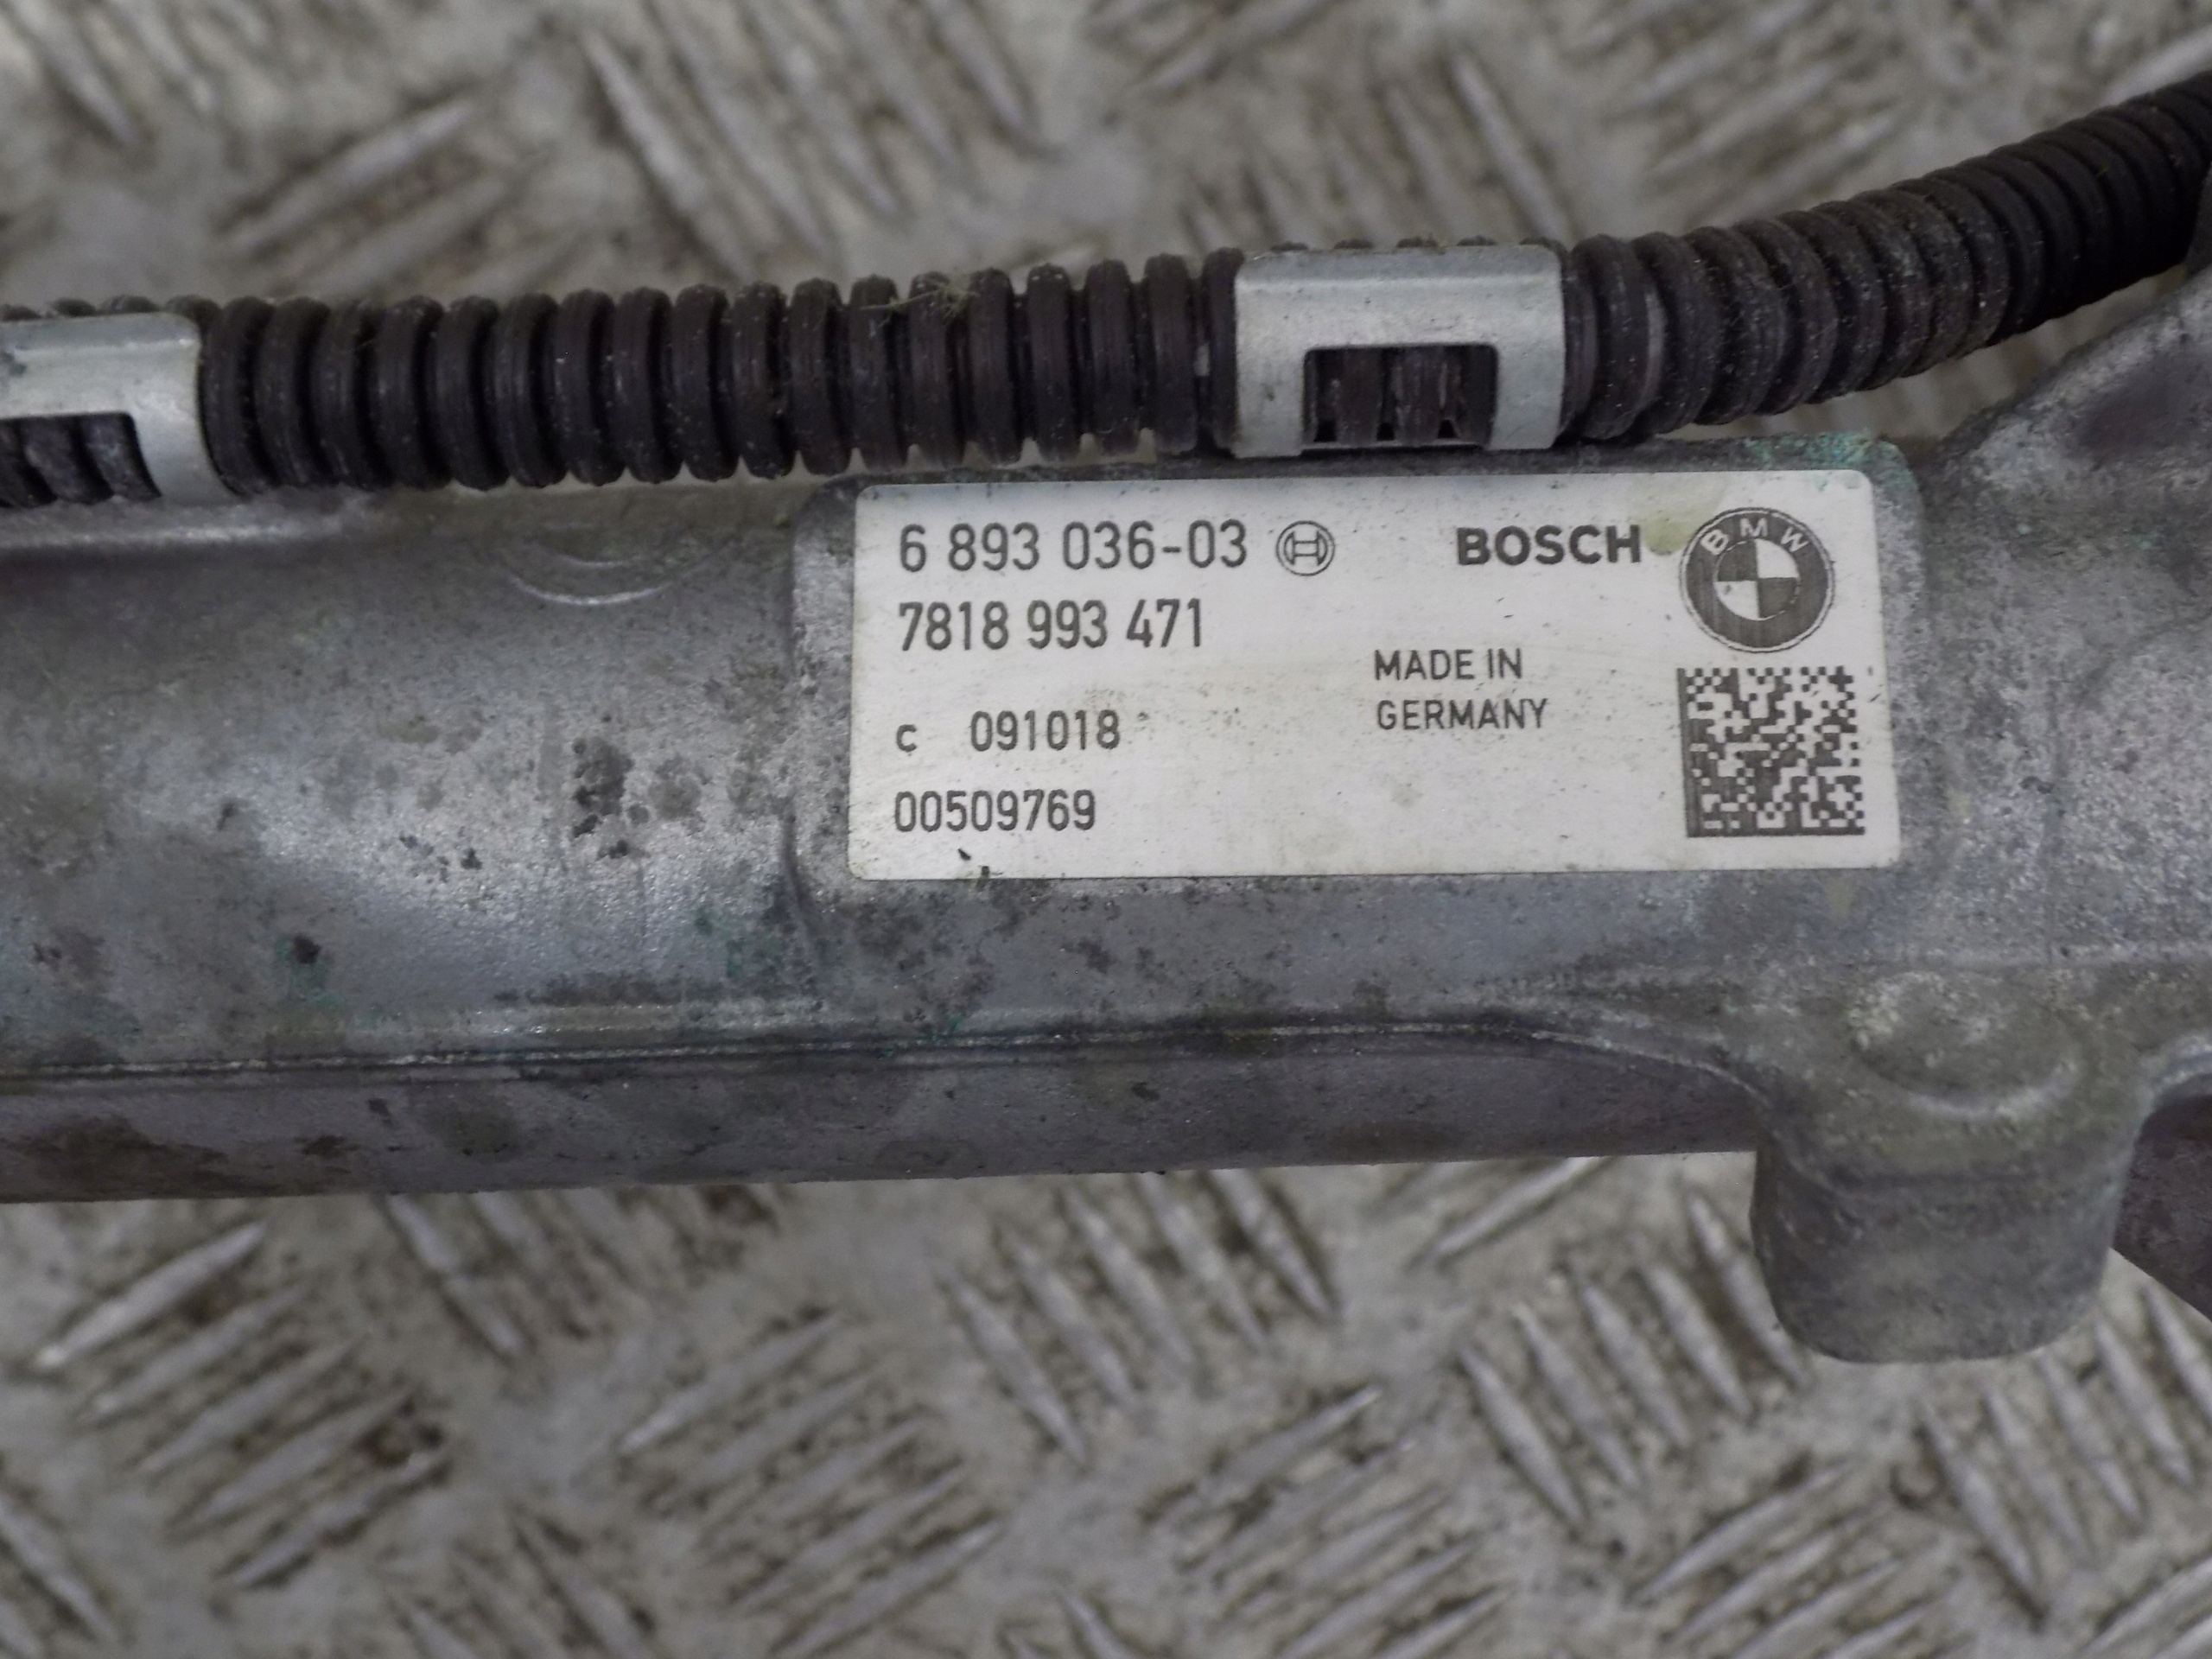 6 893 036-03 BOSCH BMW
7818 993 471
MADE IN
GERMANY
c 091018
00509769